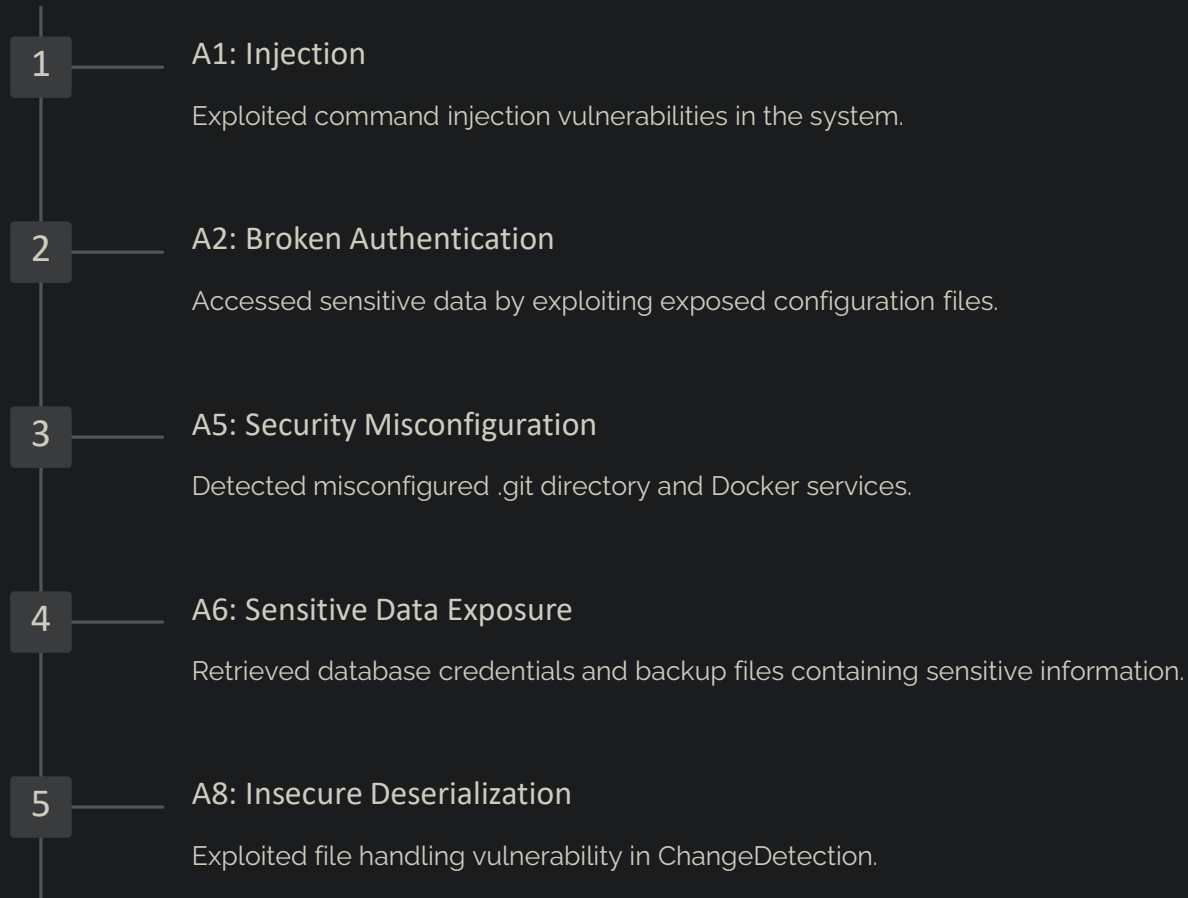 1
A1: Injection
Exploited command injection vulnerabilities in the system.
2
A2: Broken Authentication
Accessed sensitive data by exploiting exposed configuration files.
3
A5: Security Misconfiguration
Detected misconfigured .git directory and Docker services.
4
A6: Sensitive Data Exposure
Retrieved database credentials and backup files containing sensitive information.
5
A8: Insecure Deserialization
Exploited file handling vulnerability in ChangeDetection.